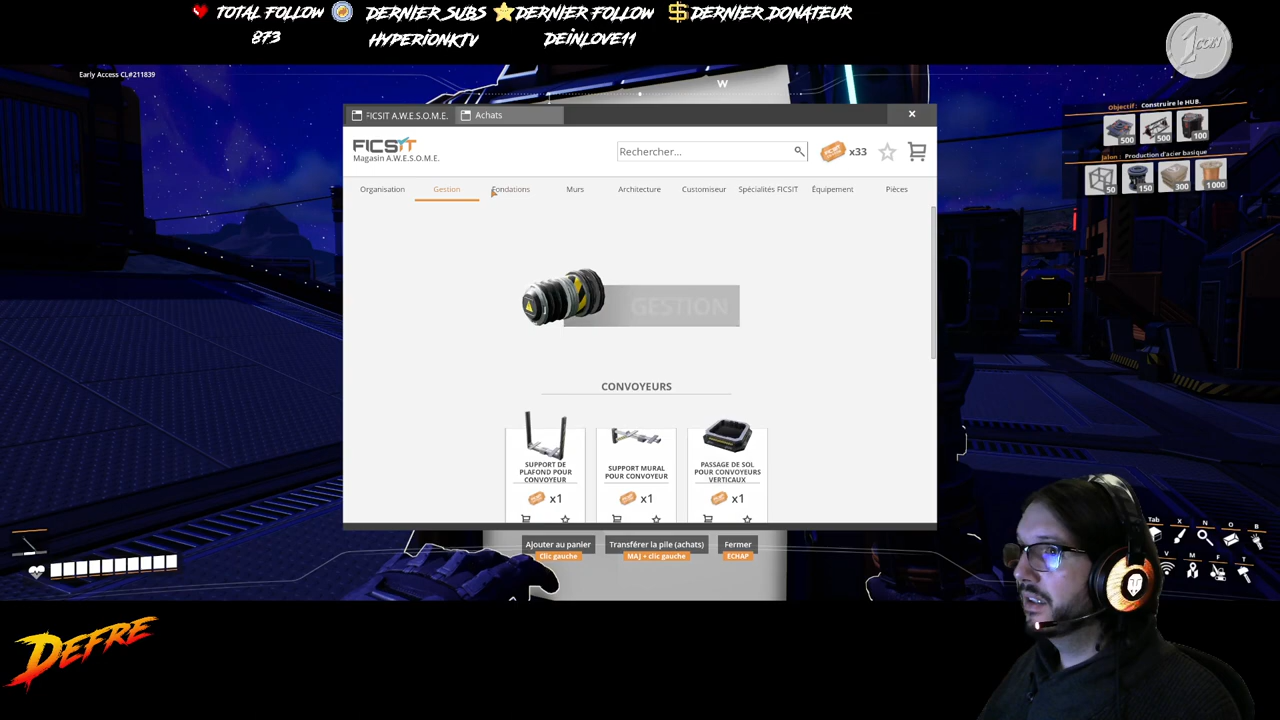 TOTAL FOLLOW
873
DERNIER SUBS
HYPERIONKTV
DERNIER FOLLOW
DEINLOVE11
DERNIER DONATEUR
1 COIN
Early Access CL#211839
W
Objectif : Construire le HUB.
500
500
100
Jalon : Production d'acier basique
50
150
300
1000
FICSIT A.W.E.S.O.M.E.
Achats
×
FICSIT
Magasin A.W.E.S.O.M.E.
Rechercher...
x33
Organisation
Gestion
Fondations
Murs
Architecture
Customiseur
Spécialités FICSIT
Équipement
Pièces
GESTION
CONVOYEURS
SUPPORT DE
PLAFOND POUR
CONVOYEUR
x1
SUPPORT MURAL
POUR CONVOYEUR
x1
PASSAGE DE SOL
POUR CONVOYEURS
VERTICAUX
x1
Ajouter au panier
Clic gauche
Transférer la pile (achats)
MAJ + clic gauche
Fermer
ECHAP
Tab X N O B
V M F T
DEFRE